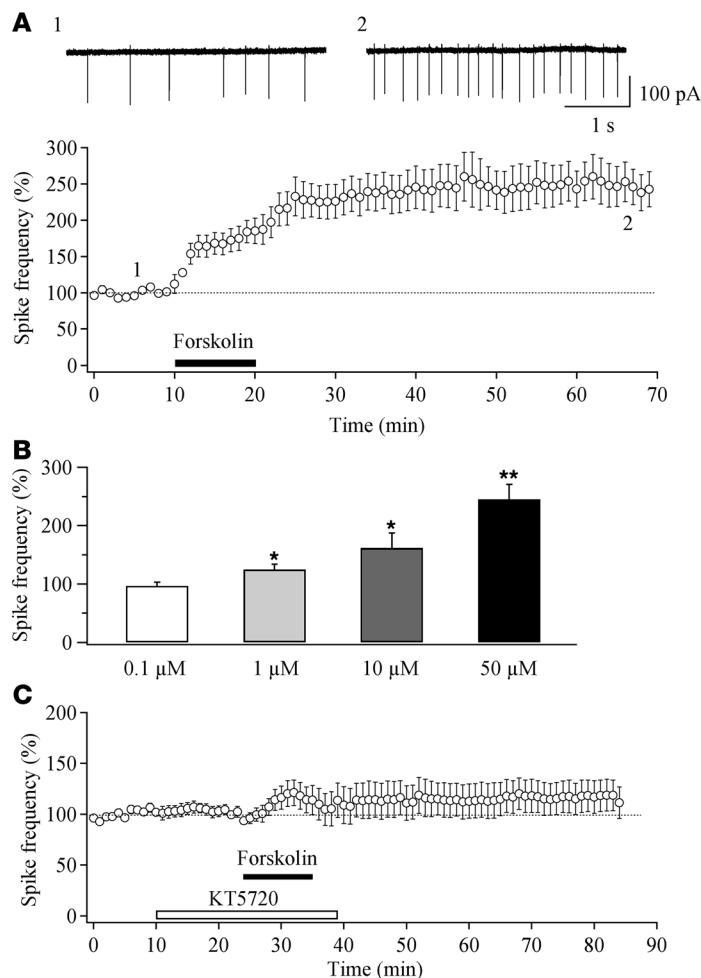 A
1
2
100 pA
1 s
Spike frequency (%)
300
250
200
150
100
50
0
1
2
Forskolin
0 10 20 30 40 50 60 70
Time (min)
B
Spike frequency (%)
300
200
100
0
*
*
**
0.1 µM 1 µM 10 µM 50 µM
C
Spike frequency (%)
200
150
100
50
0
Forskolin
KT5720
0 10 20 30 40 50 60 70 80 90
Time (min)